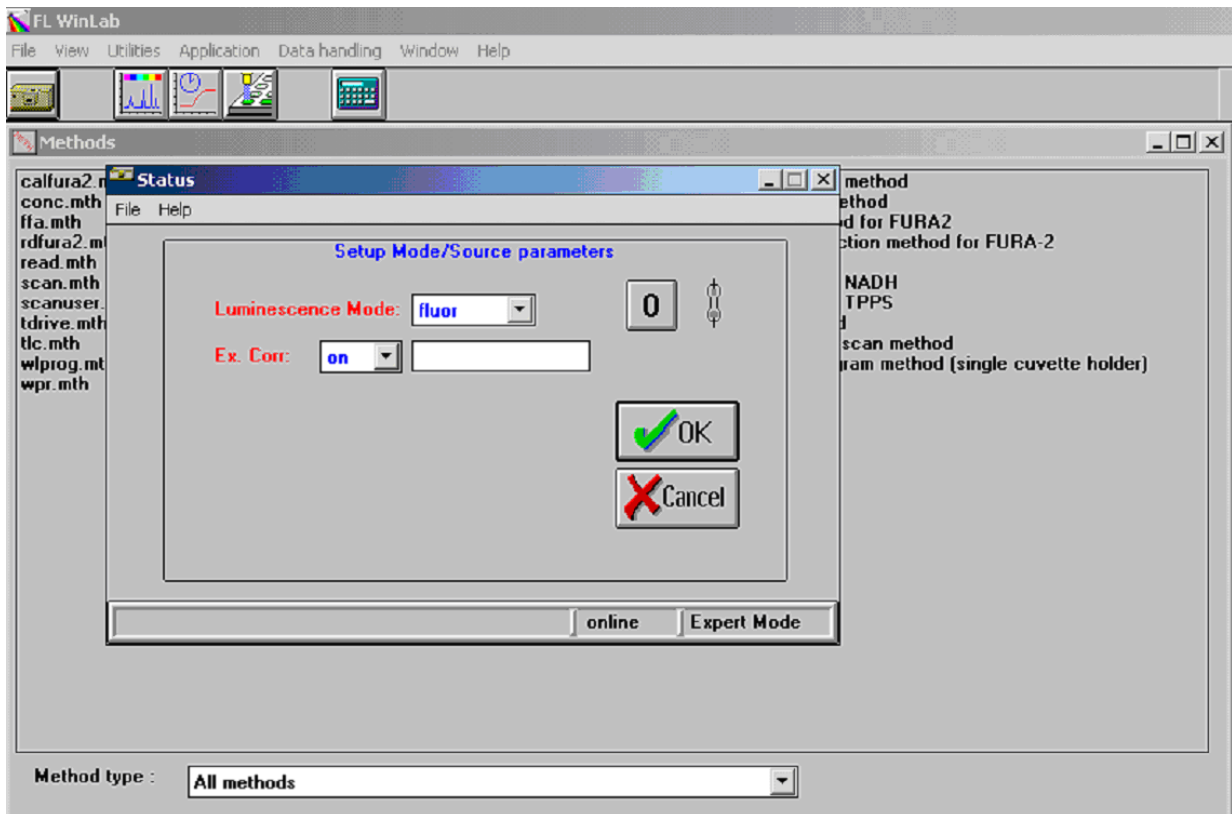 FL WinLab
File View Utilities Application Data handling Window Help
Methods
calfura2.m
conc.mth
ffa.mth
rdfura2.mt
read.mth
scan.mth
scanuser.
tdrive.mth
tlc.mth
wlprog.mt
wpr.mth
Status
File Help
Setup Mode/Source parameters
Luminescence Mode: fluor
0
Ex. Corr: on
OK
Cancel
online Expert Mode
method
ethod
d for FURA2
ction method for FURA-2
NADH
TPPS
scan method
ram method (single cuvette holder)
Method type : All methods